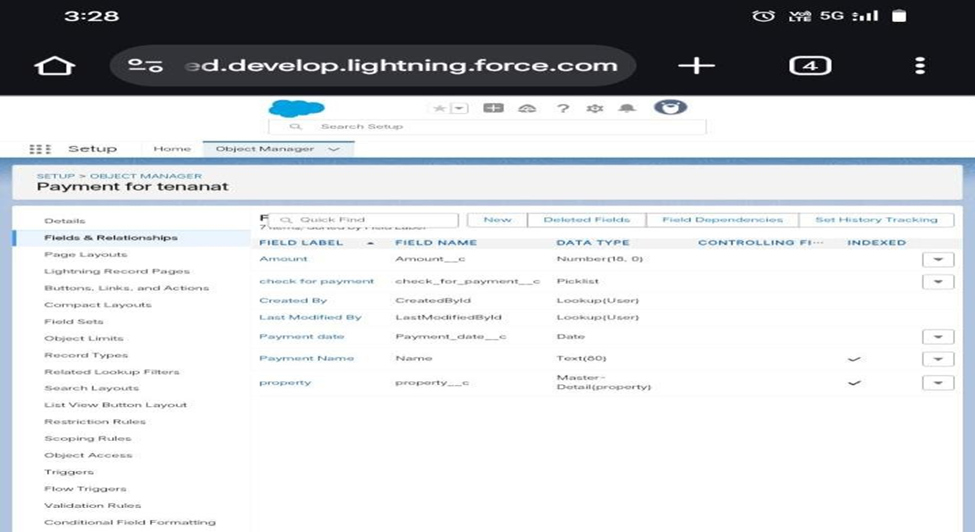 3:28
Vo LTE 5G
ed.develop.lightning.force.com
4
Search Setup
Setup Home Object Manager
SETUP > OBJECT MANAGER
Payment for tenanat
Details
Fields & Relationships
Page Layouts
Lightning Record Pages
Buttons, Links, and Actions
Compact Layouts
Field Sets
Object Limits
Record Types
Related Lookup Filters
Search Layouts
List View Button Layout
Restriction Rules
Scoping Rules
Object Access
Triggers
Flow Triggers
Validation Rules
Conditional Field Formatting
Quick Find New Deleted Fields Field Dependencies Set History Tracking
7 Items, Sorted by Field Label
FIELD LABEL FIELD NAME DATA TYPE CONTROLLING FI... INDEXED
Amount Amount__c Number(18, 0)
check for payment check_for_payment__c Picklist
Created By CreatedById Lookup(User)
Last Modified By LastModifiedById Lookup(User)
Payment date Payment_date__c Date
Payment Name Name Text(80)
property property__c Master-
Detail(property)